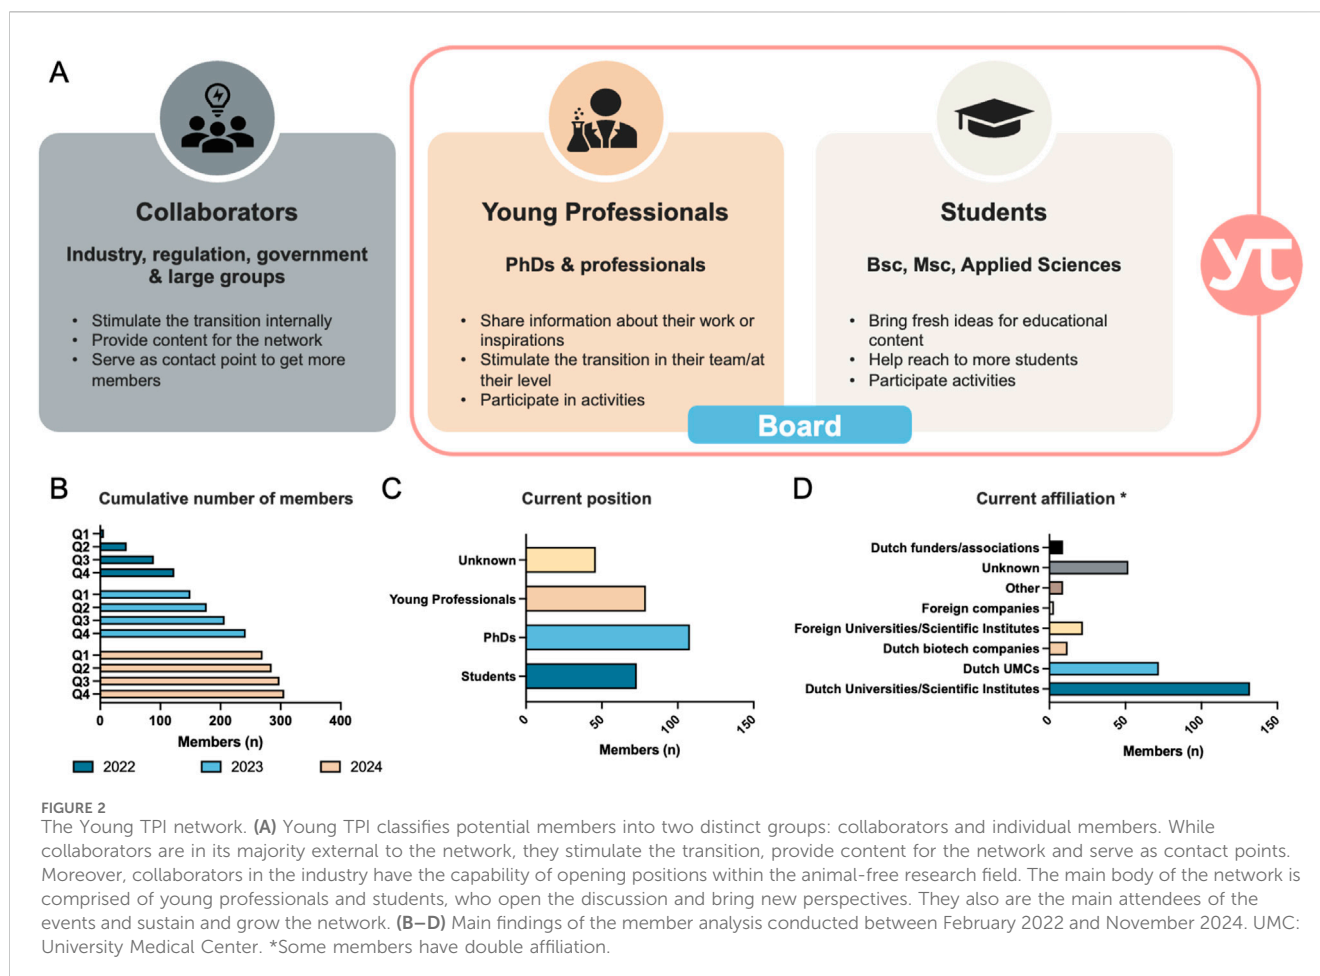 A
Collaborators
Industry, regulation, government
& large groups
• Stimulate the transition internally
• Provide content for the network
• Serve as contact point to get more
members
Young Professionals
PhDs & professionals
• Share information about their work or
inspirations
• Stimulate the transition in their team/at
their level
• Participate in activities
Students
Bsc, Msc, Applied Sciences
• Bring fresh ideas for educational
content
• Help reach to more students
• Participate activities
Board
YT
B
Cumulative number of members
Q1
Q2
Q3
Q4
Q1
Q2
Q3
Q4
Q1
Q2
Q3
Q4
0 100 200 300 400
Members (n)
2022 2023 2024
C
Current position
Unknown
Young Professionals
PhDs
Students
0 50 100 150
Members (n)
D
Current affiliation *
Dutch funders/associations
Unknown
Other
Foreign companies
Foreign Universities/Scientific Institutes
Dutch biotech companies
Dutch UMCs
Dutch Universities/Scientific Institutes
0 50 100 150
Members (n)
FIGURE 2
The Young TPI network. (A) Young TPI classifies potential members into two distinct groups: collaborators and individual members. While
collaborators are in its majority external to the network, they stimulate the transition, provide content for the network and serve as contact points.
Moreover, collaborators in the industry have the capability of opening positions within the animal-free research field. The main body of the network is
comprised of young professionals and students, who open the discussion and bring new perspectives. They also are the main attendees of the
events and sustain and grow the network. (B–D) Main findings of the member analysis conducted between February 2022 and November 2024. UMC:
University Medical Center. *Some members have double affiliation.